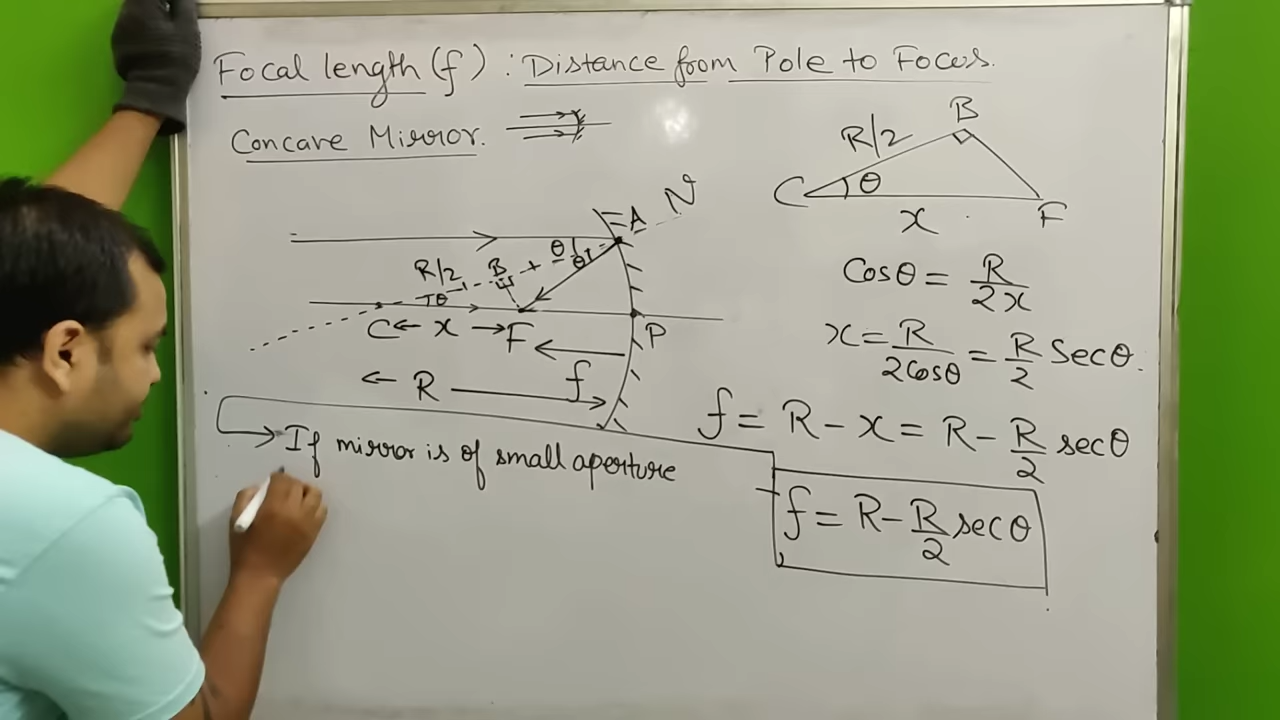 Focal length (f) : Distance from Pole to Focus.
Concave Mirror.
A N
θ θ
R/2 B
θ
C ← x → F P
f
← R →
B
R/2
C θ
x F
Cosθ = R/2x
x = R/2cosθ = R/2 Secθ.
f = R - x = R - R/2 secθ
f = R - R/2 secθ
→ If mirror is of small aperture